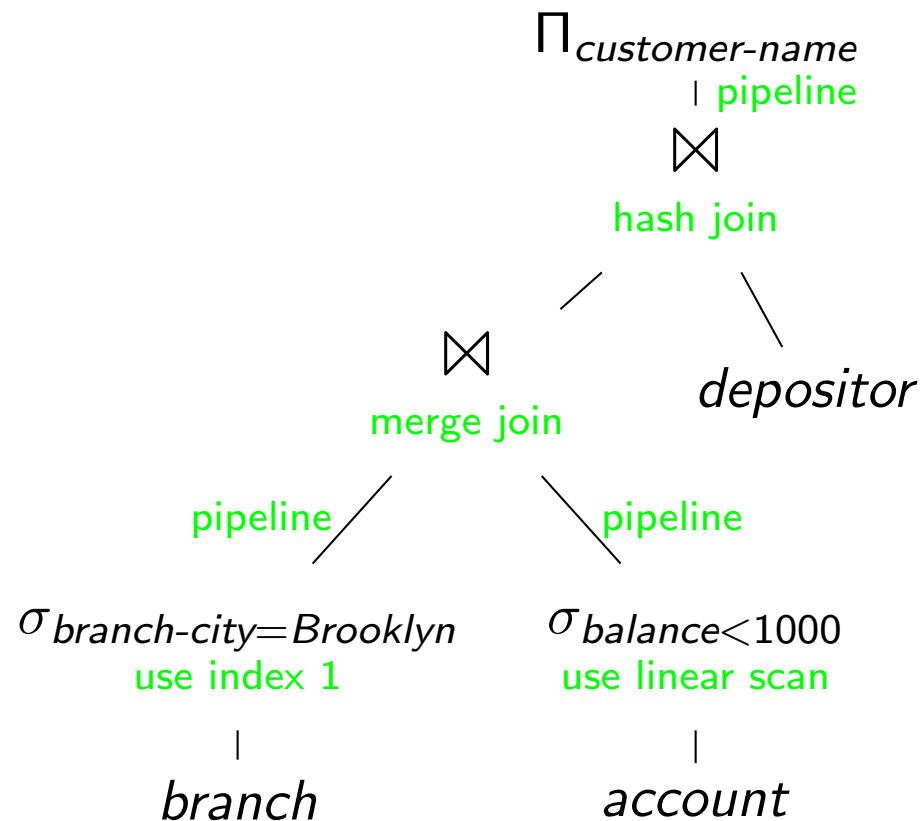 Π customer-name
pipeline
⋈
hash join
⋈
depositor
merge join
pipeline pipeline
σ branch-city=Brooklyn σ balance<1000
use index 1 use linear scan
branch account